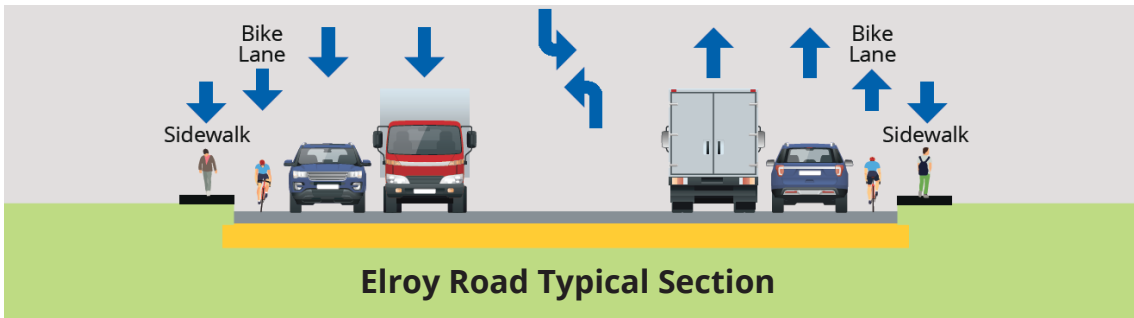 Bike
Lane
Sidewalk
Bike
Lane
Sidewalk
Elroy Road Typical Section